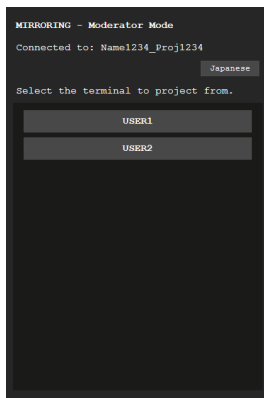 MIRRORING - Moderator Mode
Connected to: Name1234_Proj1234
Japanese
Select the terminal to project from.
USER1
USER2